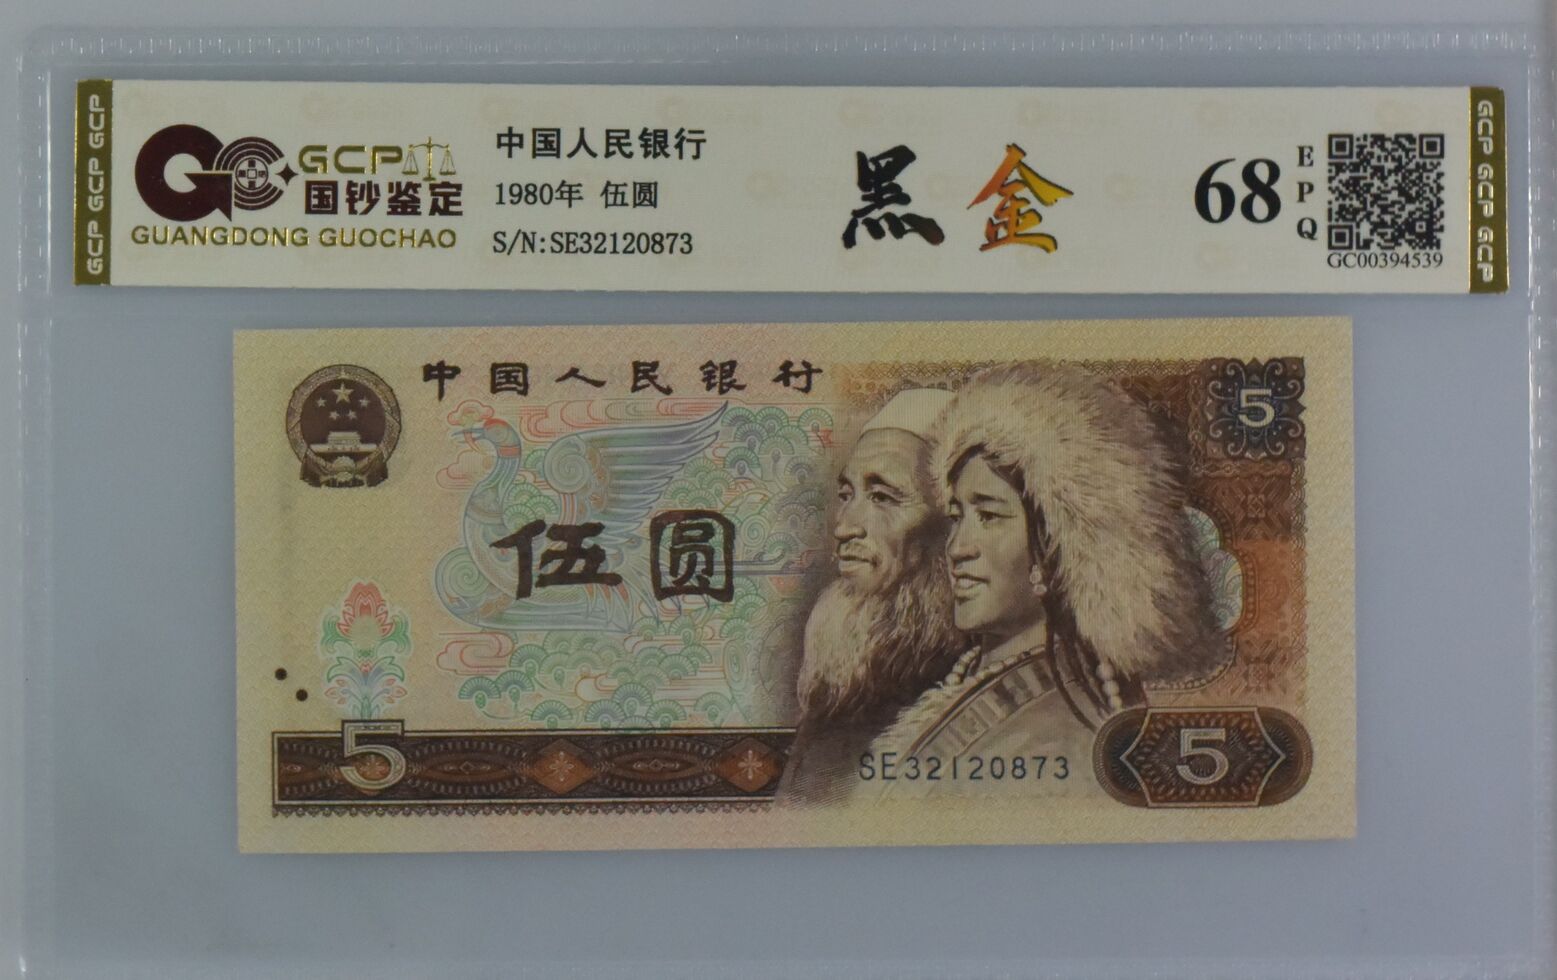 GCP GCP GCP
GCP
国钞鉴定
GUANGDONG GUOCHAO
中国人民银行
1980年 伍圆
S/N:SE32120873
黑金
68
EPQ
GC00394539
GCP GCP GCP
中国人民银行
5
伍圆
5
SE32120873
5